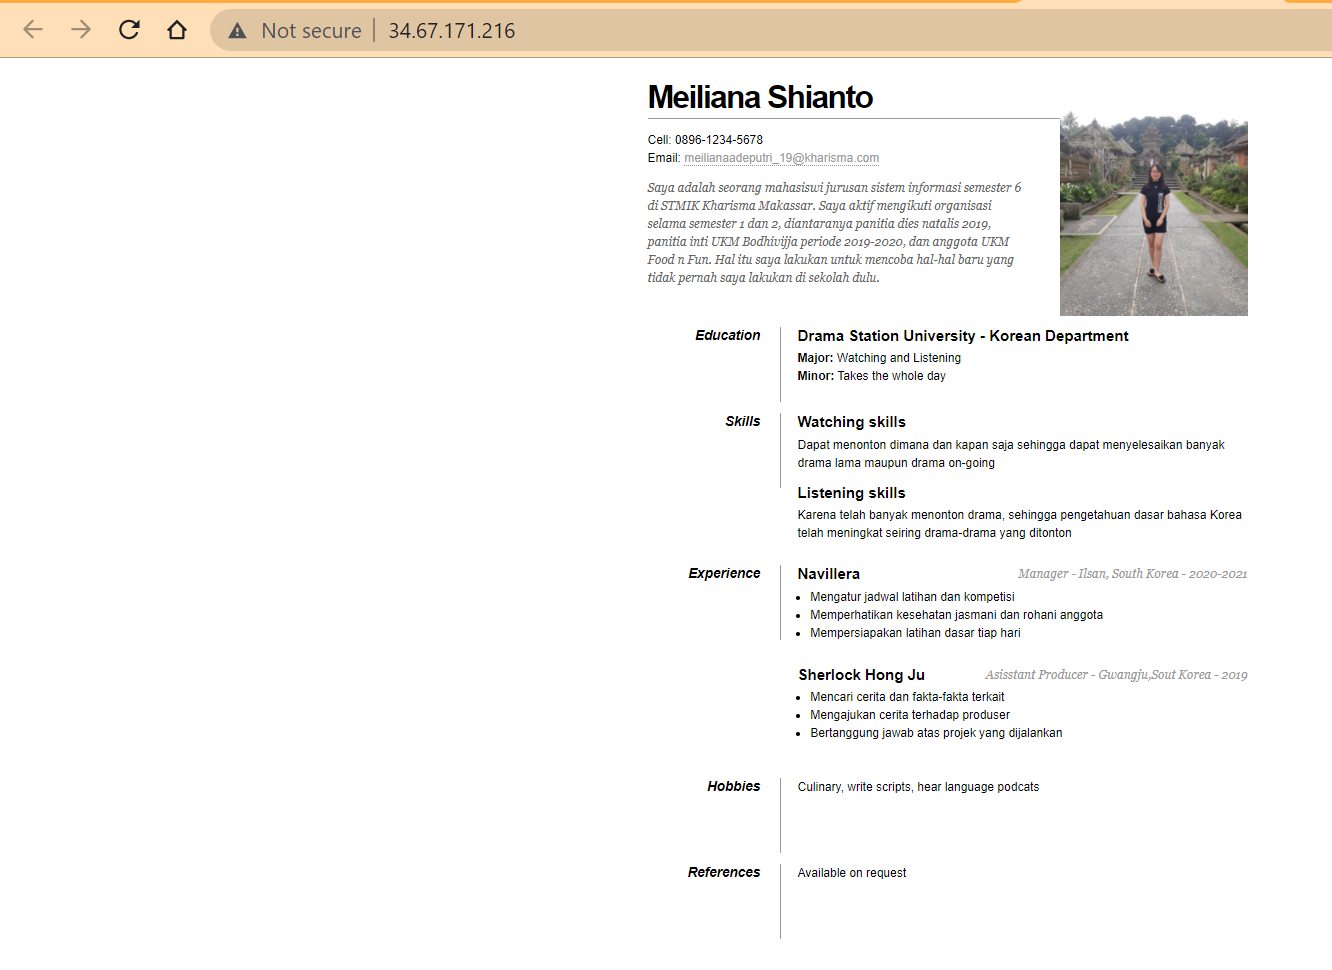 Not secure | 34.67.171.216
Meiliana Shianto
Cell: 0896-1234-5678
Email: meilianaadeputri_19@kharisma.com
Saya adalah seorang mahasiswi jurusan sistem informasi semester 6
di STMIK Kharisma Makassar. Saya aktif mengikuti organisasi
selama semester 1 dan 2, diantaranya panitia dies natalis 2019,
panitia inti UKM Bodhivijja periode 2019-2020, dan anggota UKM
Food n Fun. Hal itu saya lakukan untuk mencoba hal-hal baru yang
tidak pernah saya lakukan di sekolah dulu.
Education
Drama Station University - Korean Department
Major: Watching and Listening
Minor: Takes the whole day
Skills
Watching skills
Dapat menonton dimana dan kapan saja sehingga dapat menyelesaikan banyak
drama lama maupun drama on-going
Listening skills
Karena telah banyak menonton drama, sehingga pengetahuan dasar bahasa Korea
telah meningkat seiring drama-drama yang ditonton
Experience
Navillera
Manager - Ilsan, South Korea - 2020-2021
• Mengatur jadwal latihan dan kompetisi
• Memperhatikan kesehatan jasmani dan rohani anggota
• Mempersiapakan latihan dasar tiap hari
Sherlock Hong Ju
Asisstant Producer - Gwangju,Sout Korea - 2019
• Mencari cerita dan fakta-fakta terkait
• Mengajukan cerita terhadap produser
• Bertanggung jawab atas projek yang dijalankan
Hobbies
Culinary, write scripts, hear language podcats
References
Available on request